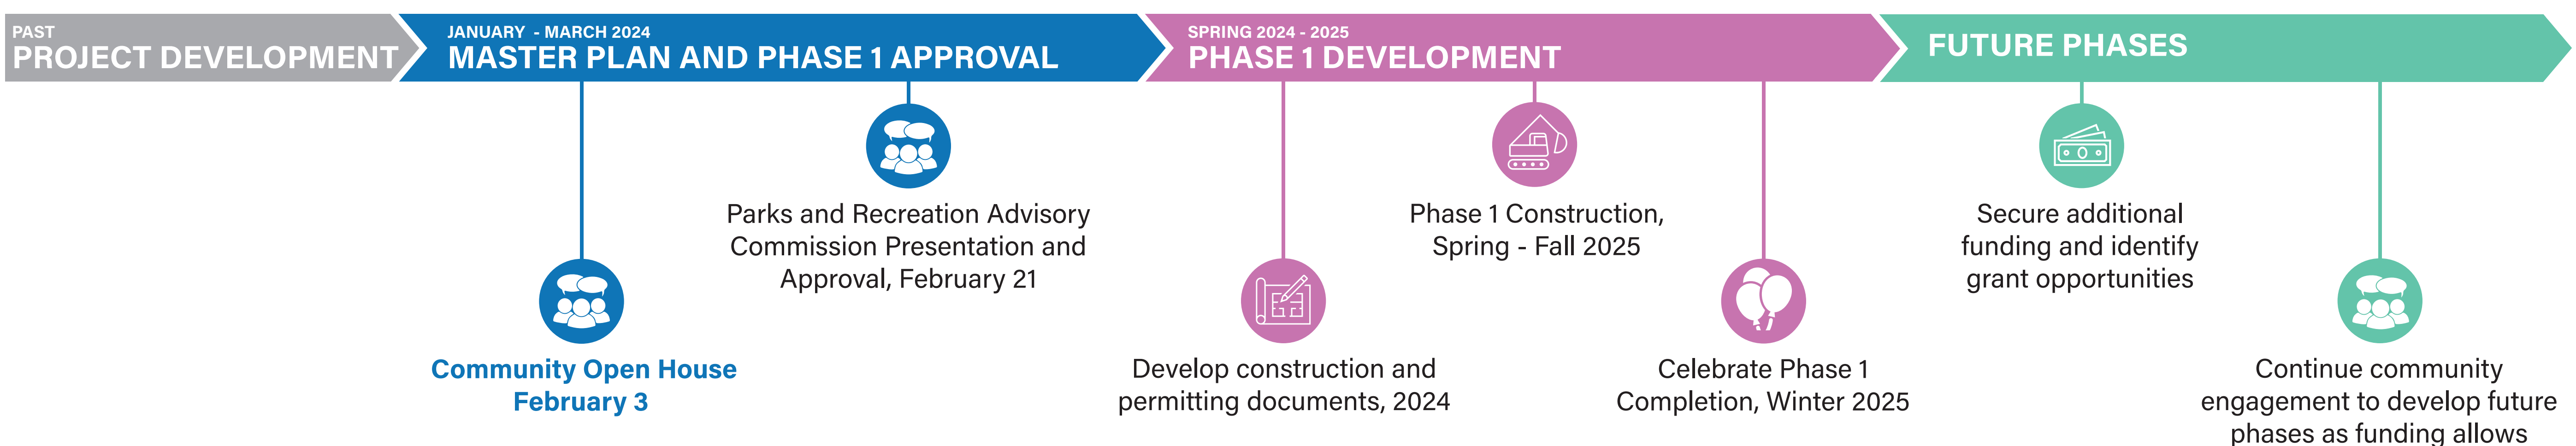 PAST
PROJECT DEVELOPMENT
JANUARY - MARCH 2024
MASTER PLAN AND PHASE 1 APPROVAL
SPRING 2024 - 2025
PHASE 1 DEVELOPMENT
FUTURE PHASES
Community Open House
February 3
Parks and Recreation Advisory
Commission Presentation and
Approval, February 21
Develop construction and
permitting documents, 2024
Phase 1 Construction,
Spring - Fall 2025
Celebrate Phase 1
Completion, Winter 2025
Secure additional
funding and identify
grant opportunities
Continue community
engagement to develop future
phases as funding allows